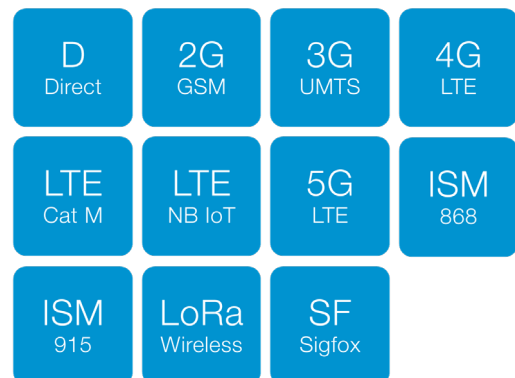 D
Direct
2G
GSM
3G
UMTS
4G
LTE
LTE
Cat M
LTE
NB IoT
5G
LTE
ISM
868
ISM
915
LoRa
Wireless
SF
Sigfox